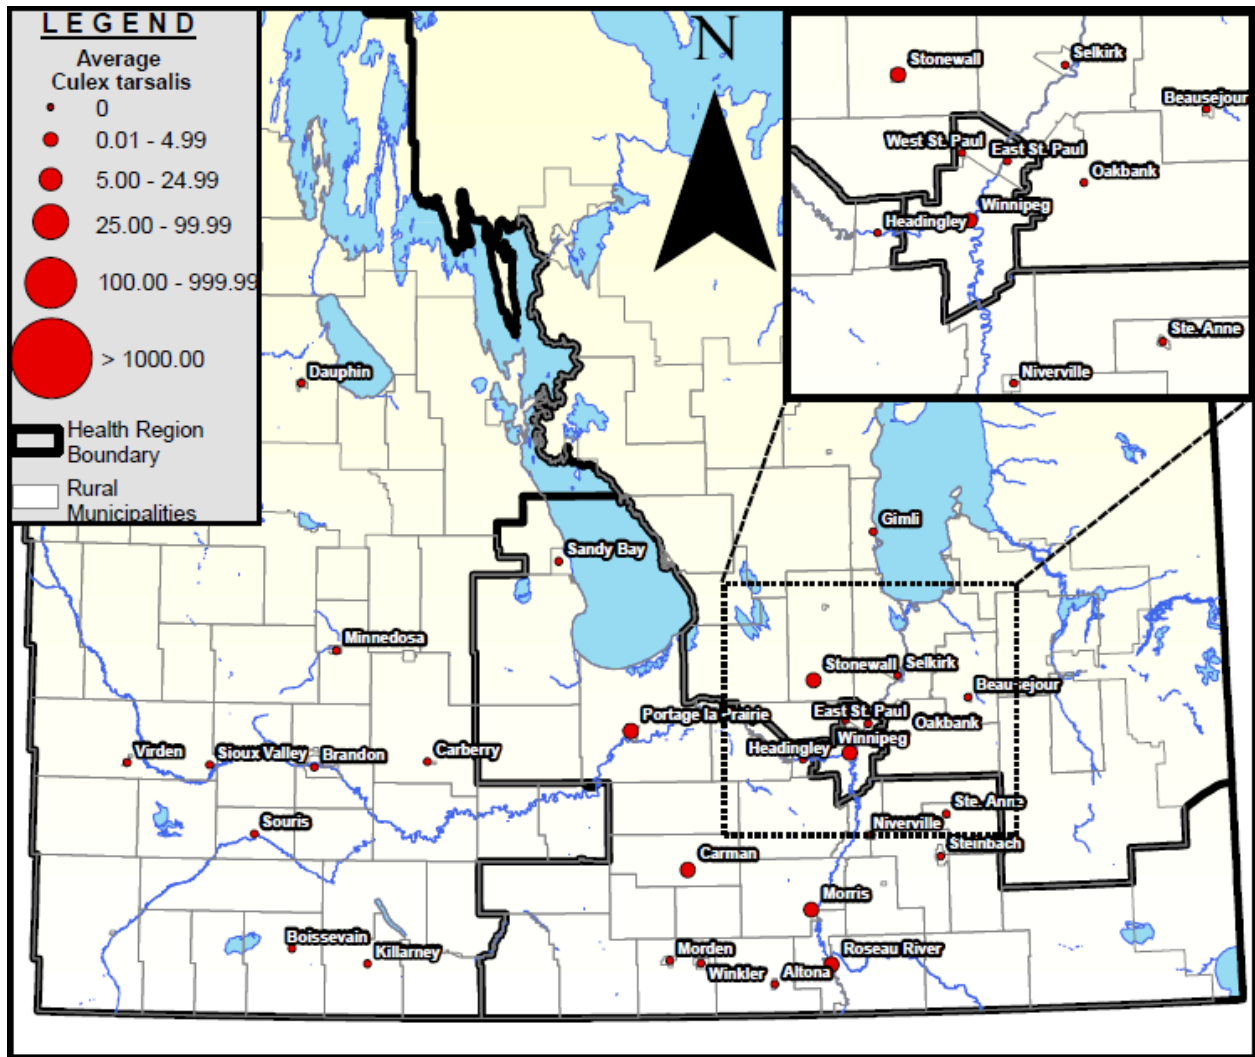 LEGEND
Average
Culex tarsalis
0
0.01 - 4.99
5.00 - 24.99
25.00 - 99.99
100.00 - 999.99
> 1000.00
Health Region
Boundary
Rural
Municipalities
N
Stonewall
Selkirk
Beausejour
West St. Paul
East St. Paul
Oakbank
Winnipeg
Headingley
Ste. Anne
Niverville
Dauphin
Gimli
Sandy Bay
Minnedosa
Stonewall
Selkirk
Beausejour
Portage la Prairie
East St. Paul
Oakbank
Winnipeg
Headingley
Virden
Sioux Valley
Brandon
Carberry
Ste. Anne
Souris
Niverville
Steinbach
Carman
Morris
Boissevain
Killarney
Morden
Roseau River
Winkler
Altona